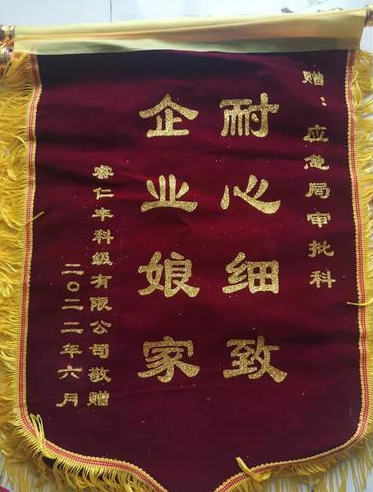 赠：应急局审批科
耐心细致
企业娘家
睿仁丰科级有限公司敬赠
二〇二二年六月